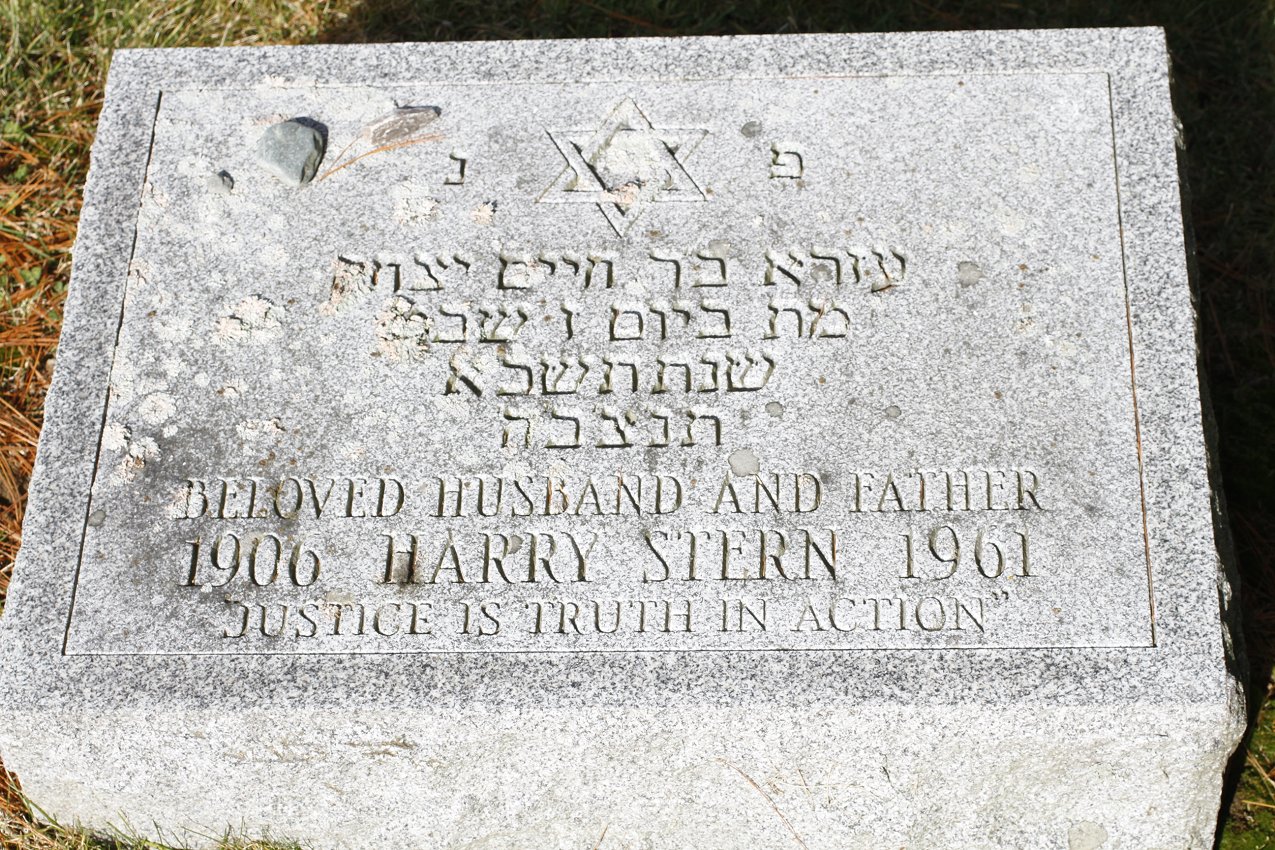 פ נ
עזרא בר חיים יצחק
מת ביום ז שבט
שנת תשכא
תנצבה
BELOVED HUSBAND AND FATHER
1906 HARRY STERN 1961
"JUSTICE IS TRUTH IN ACTION"